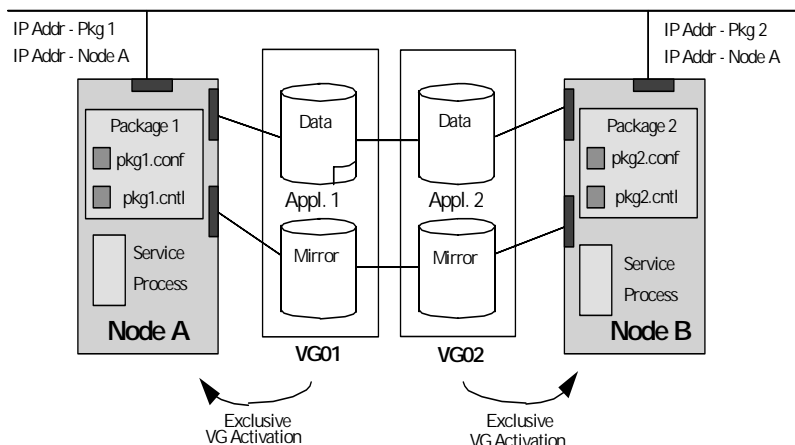 IP Addr - Pkg 1
IP Addr - Node A
IP Addr - Pkg 2
IP Addr - Node A
Package 1
pkg1.conf
pkg1.cntl
Service
Process
Node A
Data
Appl. 1
Mirror
VG01
Data
Appl. 2
Mirror
VG02
Package 2
pkg2.conf
pkg2.cntl
Service
Process
Node B
Exclusive
VG Activation
Exclusive
VG Activation